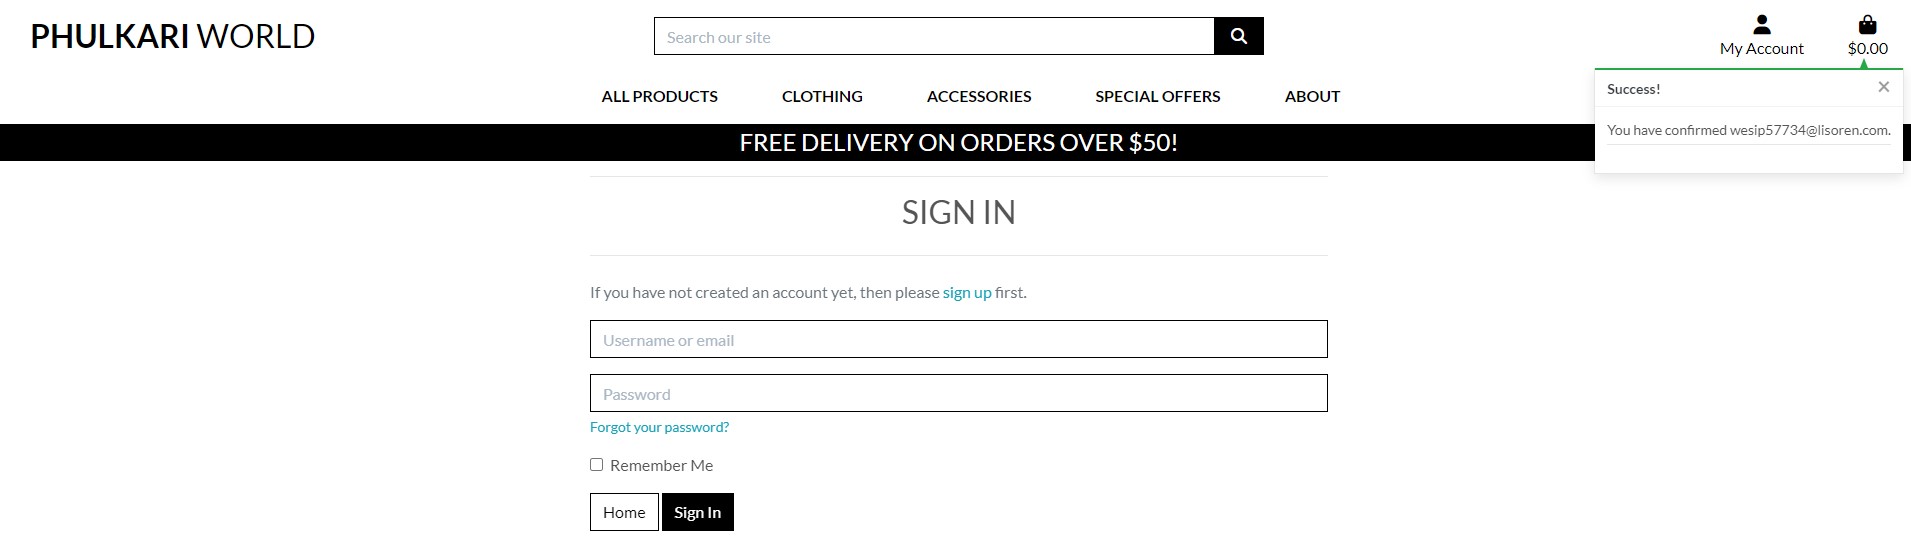 PHULKARI WORLD
Search our site
My Account
$0.00
ALL PRODUCTS CLOTHING ACCESSORIES SPECIAL OFFERS ABOUT
Success! ×
You have confirmed wesip57734@lisoren.com.
FREE DELIVERY ON ORDERS OVER $50!
SIGN IN
If you have not created an account yet, then please sign up first.
Username or email
Password
Forgot your password?
Remember Me
Home Sign In